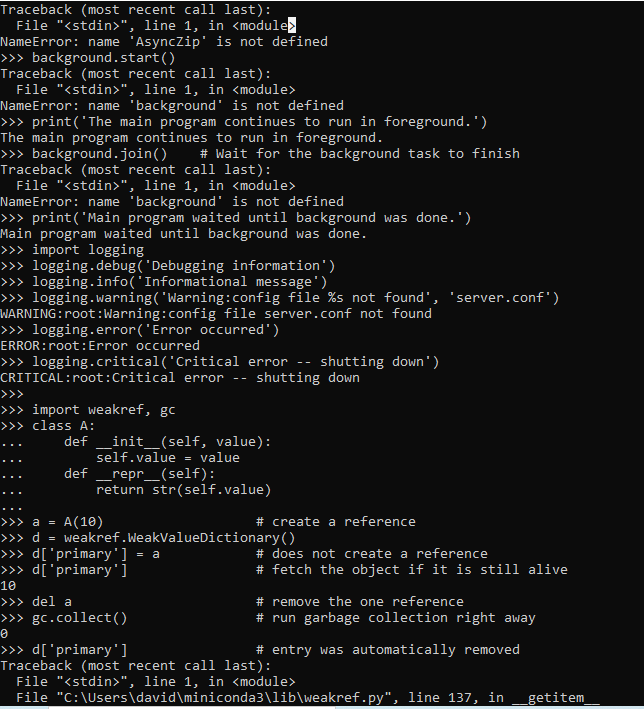 Traceback (most recent call last):
  File "<stdin>", line 1, in <module>
NameError: name 'AsyncZip' is not defined
>>> background.start()
Traceback (most recent call last):
  File "<stdin>", line 1, in <module>
NameError: name 'background' is not defined
>>> print('The main program continues to run in foreground.')
The main program continues to run in foreground.
>>> background.join()    # Wait for the background task to finish
Traceback (most recent call last):
  File "<stdin>", line 1, in <module>
NameError: name 'background' is not defined
>>> print('Main program waited until background was done.')
Main program waited until background was done.
>>> import logging
>>> logging.debug('Debugging information')
>>> logging.info('Informational message')
>>> logging.warning('Warning:config file %s not found', 'server.conf')
WARNING:root:Warning:config file server.conf not found
>>> logging.error('Error occurred')
ERROR:root:Error occurred
>>> logging.critical('Critical error -- shutting down')
CRITICAL:root:Critical error -- shutting down
>>>
>>> import weakref, gc
>>> class A:
...     def __init__(self, value):
...         self.value = value
...     def __repr__(self):
...         return str(self.value)
...
>>> a = A(10)                   # create a reference
>>> d = weakref.WeakValueDictionary()
>>> d['primary'] = a            # does not create a reference
>>> d['primary']                # fetch the object if it is still alive
10
>>> del a                       # remove the one reference
>>> gc.collect()                # run garbage collection right away
0
>>> d['primary']                # entry was automatically removed
Traceback (most recent call last):
  File "<stdin>", line 1, in <module>
  File "C:\Users\david\miniconda3\lib\weakref.py", line 137, in __getitem__